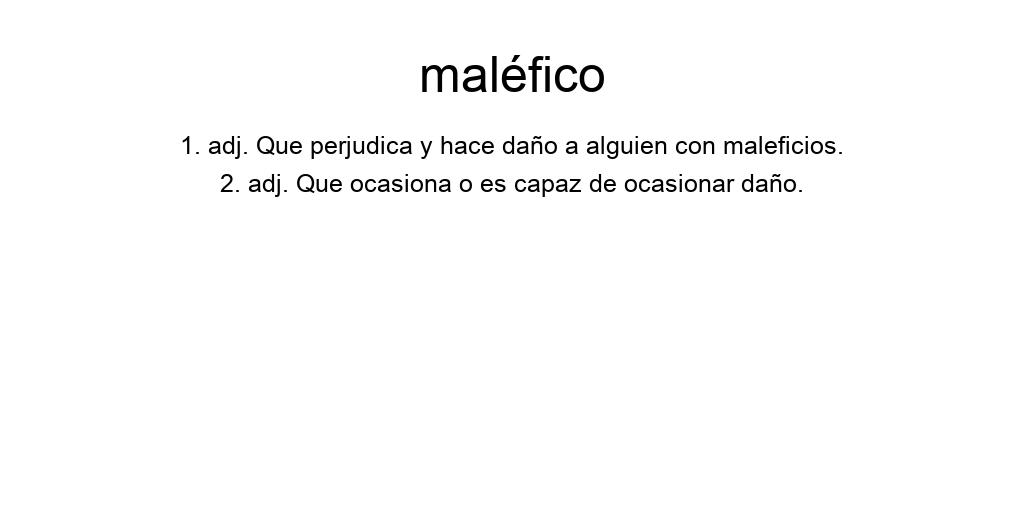 maléfico
1. adj. Que perjudica y hace daño a alguien con maleficios.
2. adj. Que ocasiona o es capaz de ocasionar daño.